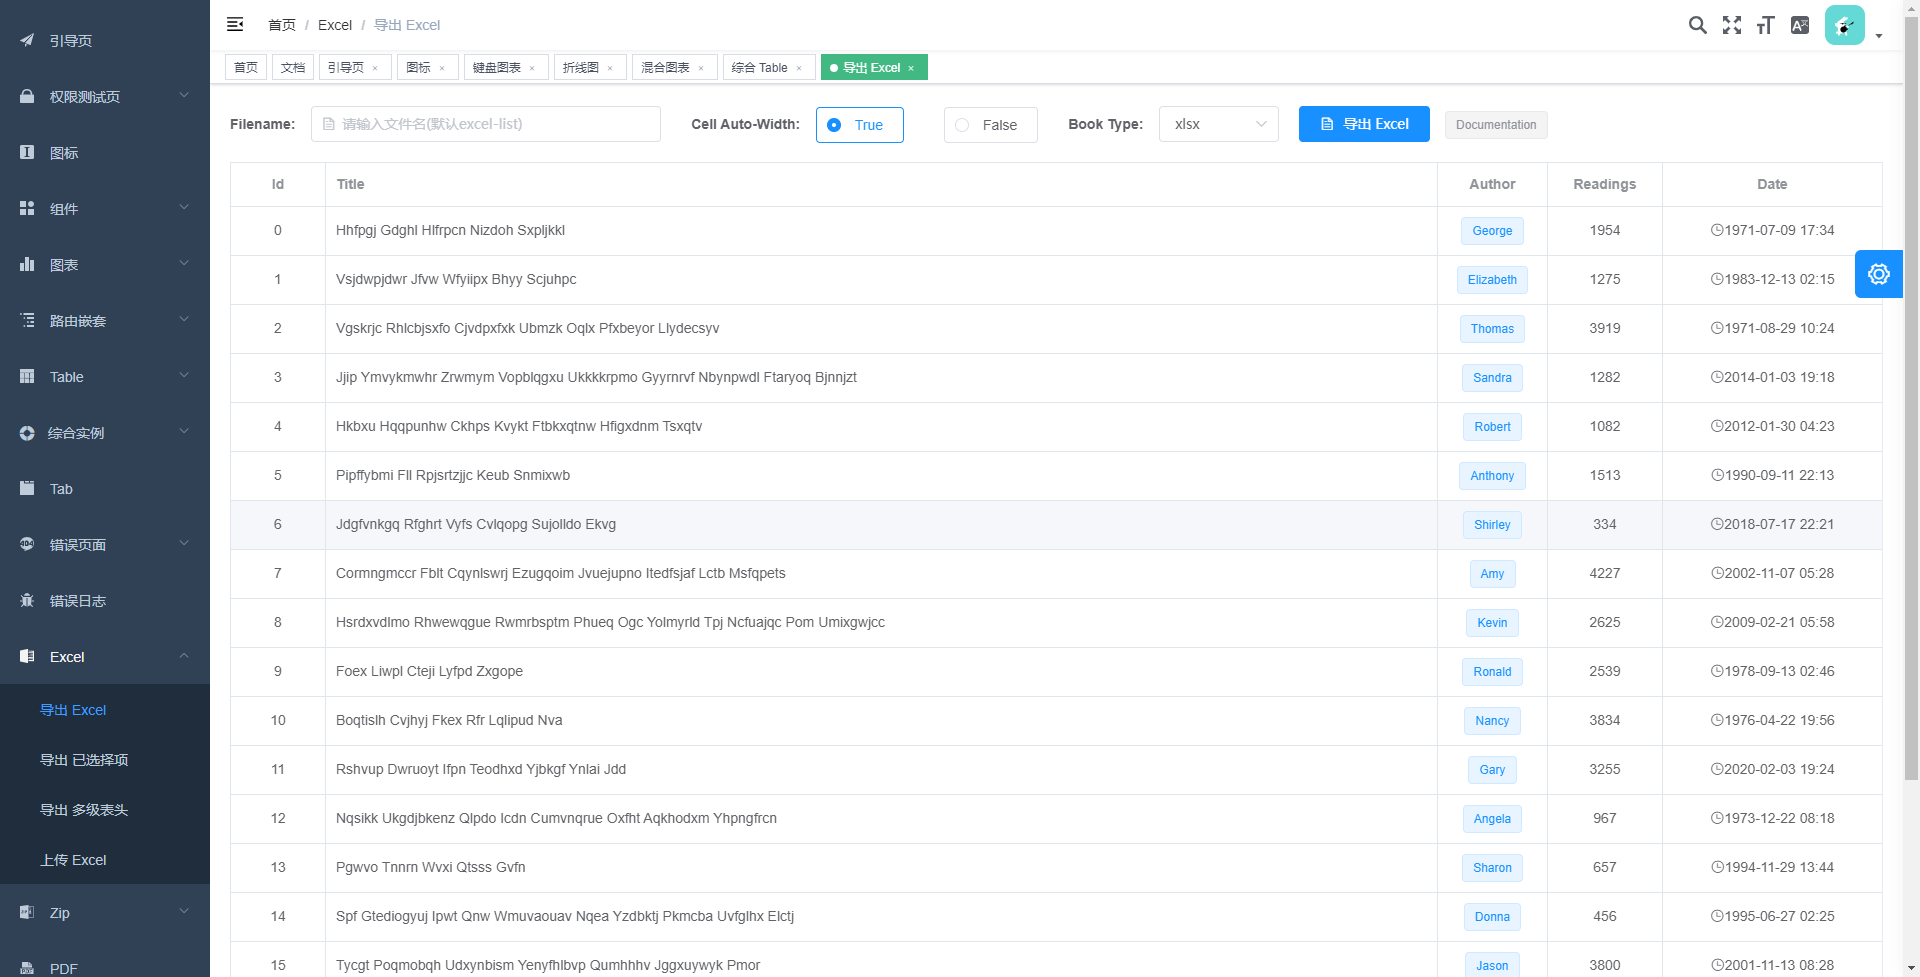 引导页
权限测试页
图标
组件
图表
路由嵌套
Table
综合实例
Tab
错误页面
错误日志
Excel
导出 Excel
导出 已选择项
导出 多级表头
上传 Excel
Zip
PDF
首页 / Excel / 导出 Excel
首页 文档 引导页 × 图标 × 键盘图表 × 折线图 × 混合图表 × 综合 Table × 导出 Excel ×
Filename: 请输入文件名(默认excel-list) Cell Auto-Width: True False Book Type: xlsx 导出 Excel Documentation
Id Title Author Readings Date
0 Hhfpgj Gdghl Hlfrpcn Nizdoh Sxpljkkl George 1954 1971-07-09 17:34
1 Vsjdwpjdwr Jfvw Wfyiipx Bhyy Scjuhpc Elizabeth 1275 1983-12-13 02:15
2 Vgskrjc Rhlcbjsxfo Cjvdpxfxk Ubmzk Oqlx Pfxbeyor Llydecsyv Thomas 3919 1971-08-29 10:24
3 Jjip Ymvykmwhr Zrwmym Vopblqgxu Ukkkkrpmo Gyyrnrvf Nbynpwdl Ftaryoq Bjnnjzt Sandra 1282 2014-01-03 19:18
4 Hkbxu Hqqpunhw Ckhps Kvykt Ftbkxqtnw Hfigxdnm Tsxqtv Robert 1082 2012-01-30 04:23
5 Pipffybmi Fll Rpjsrtzjjc Keub Snmixwb Anthony 1513 1990-09-11 22:13
6 Jdgfvnkgq Rfghrt Vyfs Cvlqopg Sujolldo Ekvg Shirley 334 2018-07-17 22:21
7 Cormngmccr Fblt Cqynlswrj Ezugqoim Jvuejupno Itedfsjaf Lctb Msfqpets Amy 4227 2002-11-07 05:28
8 Hsrdxvdlmo Rhwewqgue Rwmrbsptm Phueq Ogc Yolmyrld Tpj Ncfuajqc Pom Umixgwjcc Kevin 2625 2009-02-21 05:58
9 Foex Liwpl Cteji Lyfpd Zxgope Ronald 2539 1978-09-13 02:46
10 Boqtislh Cvjhyj Fkex Rfr Lqlipud Nva Nancy 3834 1976-04-22 19:56
11 Rshvup Dwruoyt Ifpn Teodhxd Yjbkgf Ynlai Jdd Gary 3255 2020-02-03 19:24
12 Nqsikk Ukgdjbkenz Qlpdo Icdn Cumvnqrue Oxfht Aqkhodxm Yhpngfrcn Angela 967 1973-12-22 08:18
13 Pgwvo Tnnrn Wvxi Qtsss Gvfn Sharon 657 1994-11-29 13:44
14 Spf Gtediogyuj Ipwt Qnw Wmuvaouav Nqea Yzdbktj Pkmcba Uvfglhx Elctj Donna 456 1995-06-27 02:25
15 Tycgt Poqmobqh Udxynbism Yenyfhlbvp Qumhhhv Jggxuywyk Pmor Jason 3800 2001-11-13 08:28